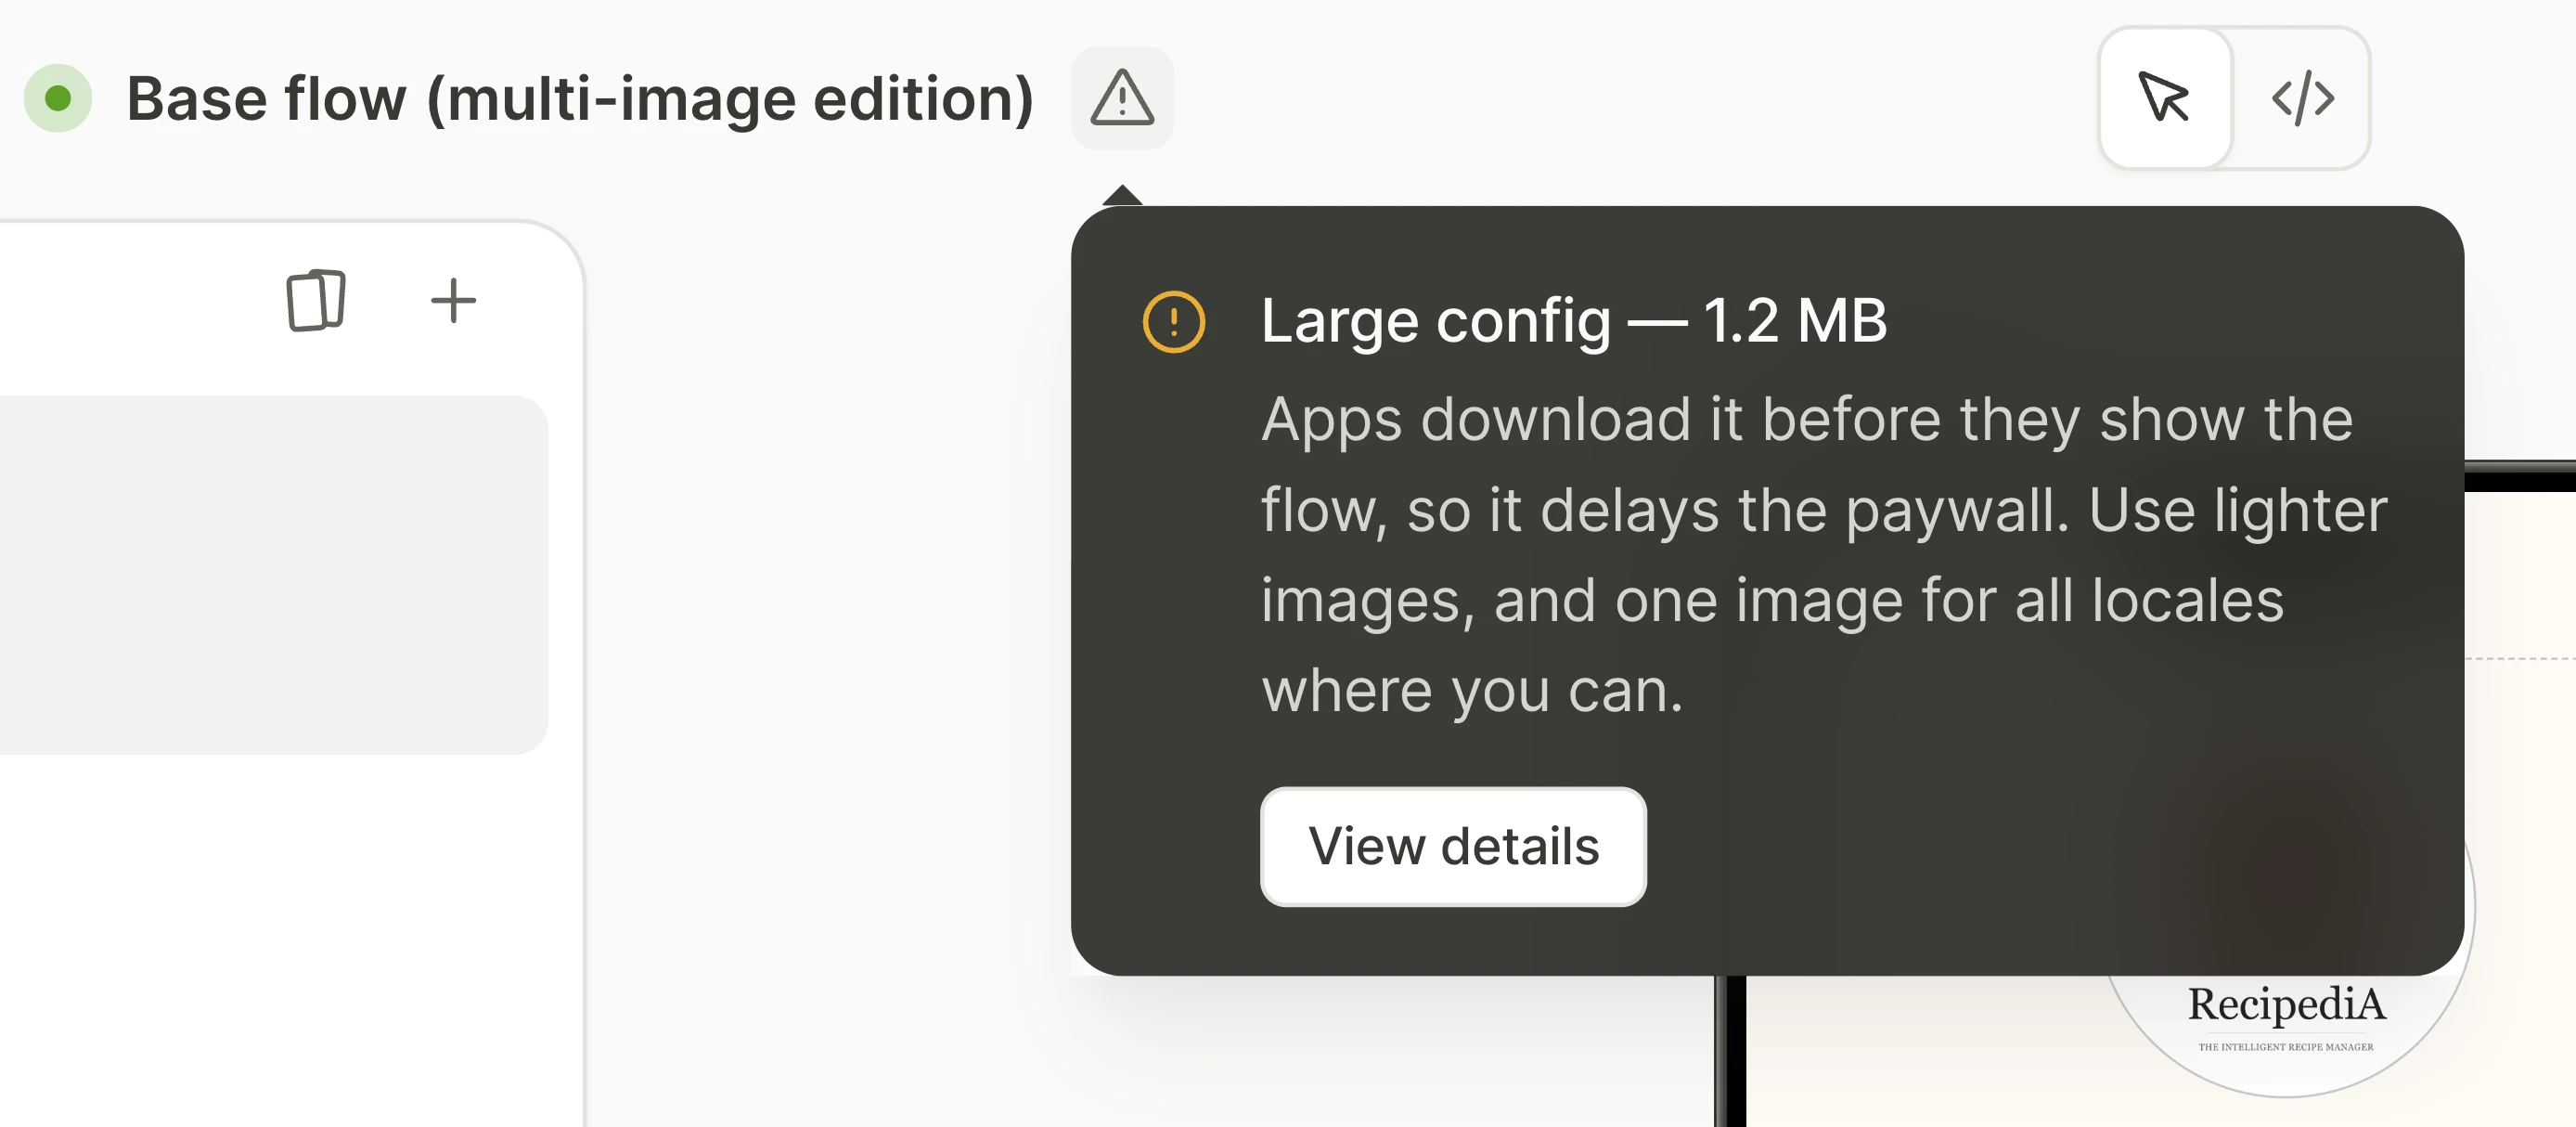 Base flow (multi-image edition)
Large config — 1.2 MB
Apps download it before they show the
flow, so it delays the paywall. Use lighter
images, and one image for all locales
where you can.
View details
RecipediA
THE INTELLIGENT RECIPE MANAGER